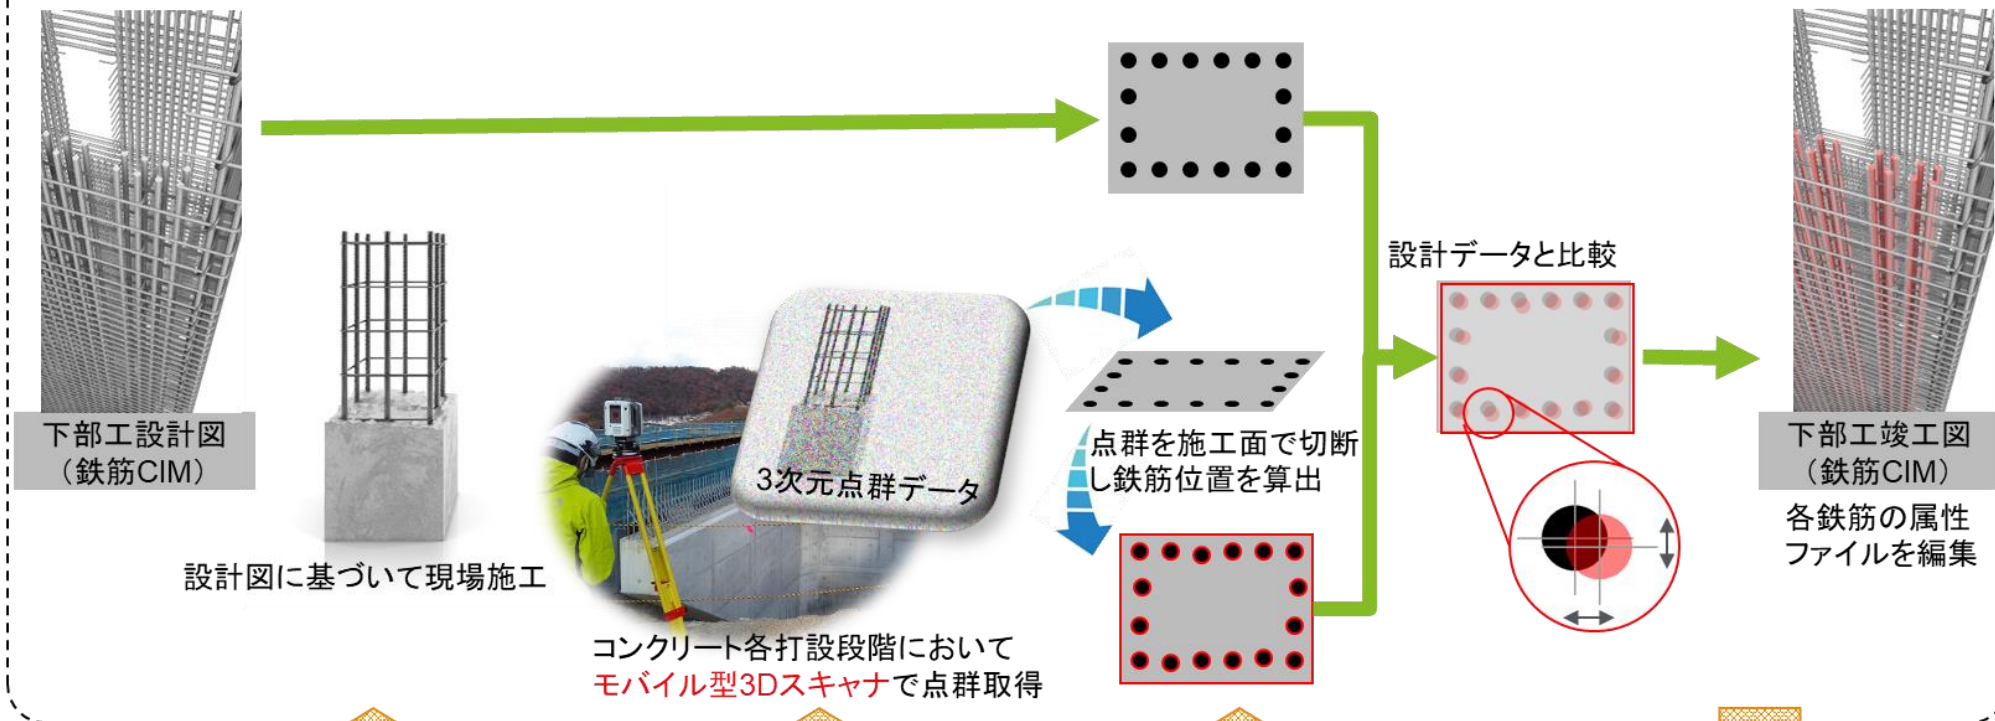 下部工設計図
（鉄筋CIM）
設計図に基づいて現場施工
3次元点群データ
コンクリート各打設段階において
モバイル型3Dスキャナで点群取得
点群を施工面で切断
し鉄筋位置を算出
設計データと比較
下部工竣工図
（鉄筋CIM）
各鉄筋の属性
ファイルを編集